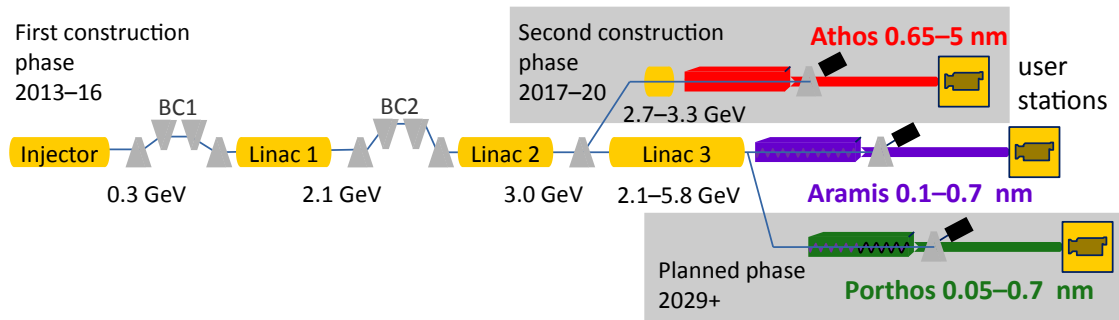 First construction
phase
2013–16
Second construction
phase
2017–20
Athos 0.65–5 nm
user
stations
BC1
BC2
2.7–3.3 GeV
Injector
Linac 1
Linac 2
Linac 3
0.3 GeV
2.1 GeV
3.0 GeV
2.1–5.8 GeV
Aramis 0.1–0.7 nm
Planned phase
2029+
Porthos 0.05–0.7 nm